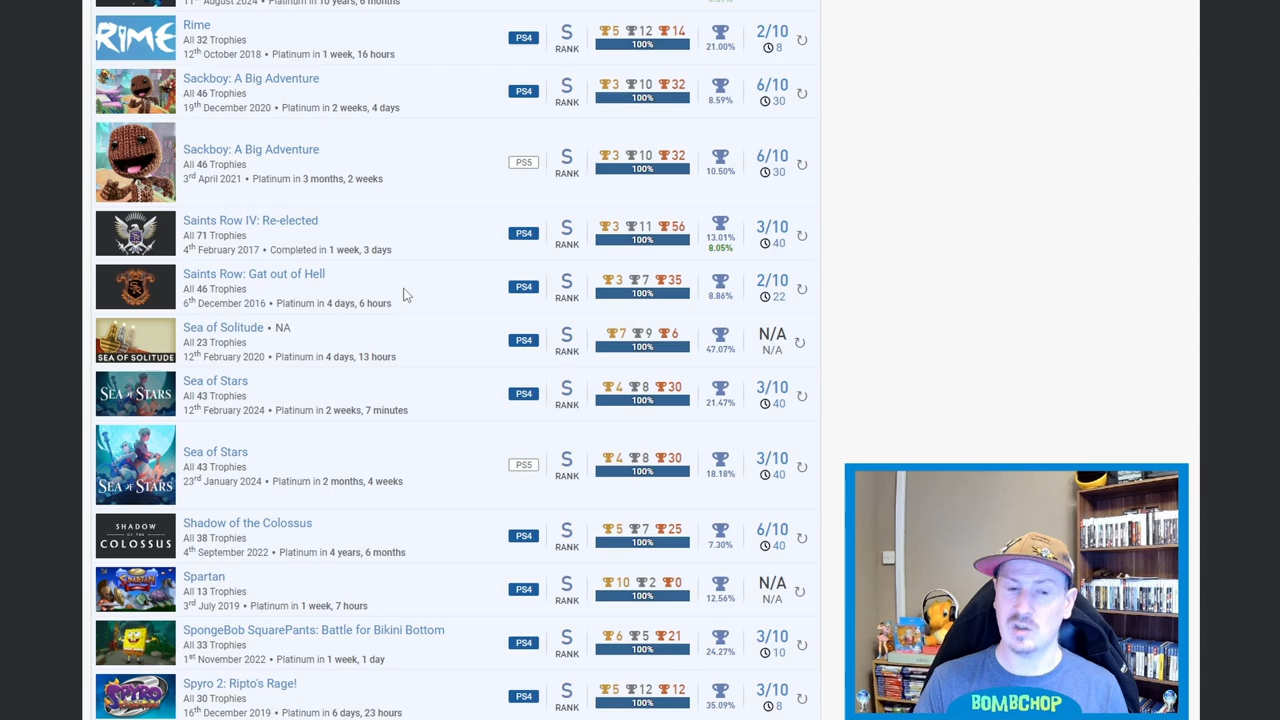 11th August 2024 • Platinum in 10 years, 6 months
RiME
Rime
All 32 Trophies
12th October 2018 • Platinum in 1 week, 16 hours
PS4
S
RANK
5 12 14
100%
21.00%
2/10
8
Sackboy: A Big Adventure
All 46 Trophies
19th December 2020 • Platinum in 2 weeks, 4 days
PS4
S
RANK
3 10 32
100%
8.59%
6/10
30
Sackboy: A Big Adventure
All 46 Trophies
3rd April 2021 • Platinum in 3 months, 2 weeks
PS5
S
RANK
3 10 32
100%
10.50%
6/10
30
Saints Row IV: Re-elected
All 71 Trophies
4th February 2017 • Completed in 1 week, 3 days
PS4
S
RANK
3 11 56
100%
13.01%
8.05%
3/10
40
Saints Row: Gat out of Hell
All 46 Trophies
6th December 2016 • Platinum in 4 days, 6 hours
PS4
S
RANK
3 7 35
100%
8.86%
2/10
22
SEA OF SOLITUDE
Sea of Solitude • NA
All 23 Trophies
12th February 2020 • Platinum in 4 days, 13 hours
PS4
S
RANK
7 9 6
100%
47.07%
N/A
N/A
SEA OF STARS
Sea of Stars
All 43 Trophies
12th February 2024 • Platinum in 2 weeks, 7 minutes
PS4
S
RANK
4 8 30
100%
21.47%
3/10
40
SEA OF STARS
Sea of Stars
All 43 Trophies
23rd January 2024 • Platinum in 2 months, 4 weeks
PS5
S
RANK
4 8 30
100%
18.18%
3/10
40
SHADOW
OF THE
COLOSSUS
Shadow of the Colossus
All 38 Trophies
4th September 2022 • Platinum in 4 years, 6 months
PS4
S
RANK
5 7 25
100%
7.30%
6/10
40
SPARTAN
Spartan
All 13 Trophies
3rd July 2019 • Platinum in 1 week, 7 hours
PS4
S
RANK
10 2 0
100%
12.56%
N/A
N/A
SpongeBob SquarePants: Battle for Bikini Bottom
All 33 Trophies
1st November 2022 • Platinum in 1 week, 1 day
PS4
S
RANK
6 5 21
100%
24.27%
3/10
10
SPYRO
Spyro 2: Ripto's Rage!
All 30 Trophies
16th December 2019 • Platinum in 6 days, 23 hours
PS4
S
RANK
5 12 12
100%
35.09%
3/10
8
BOMBCHOP